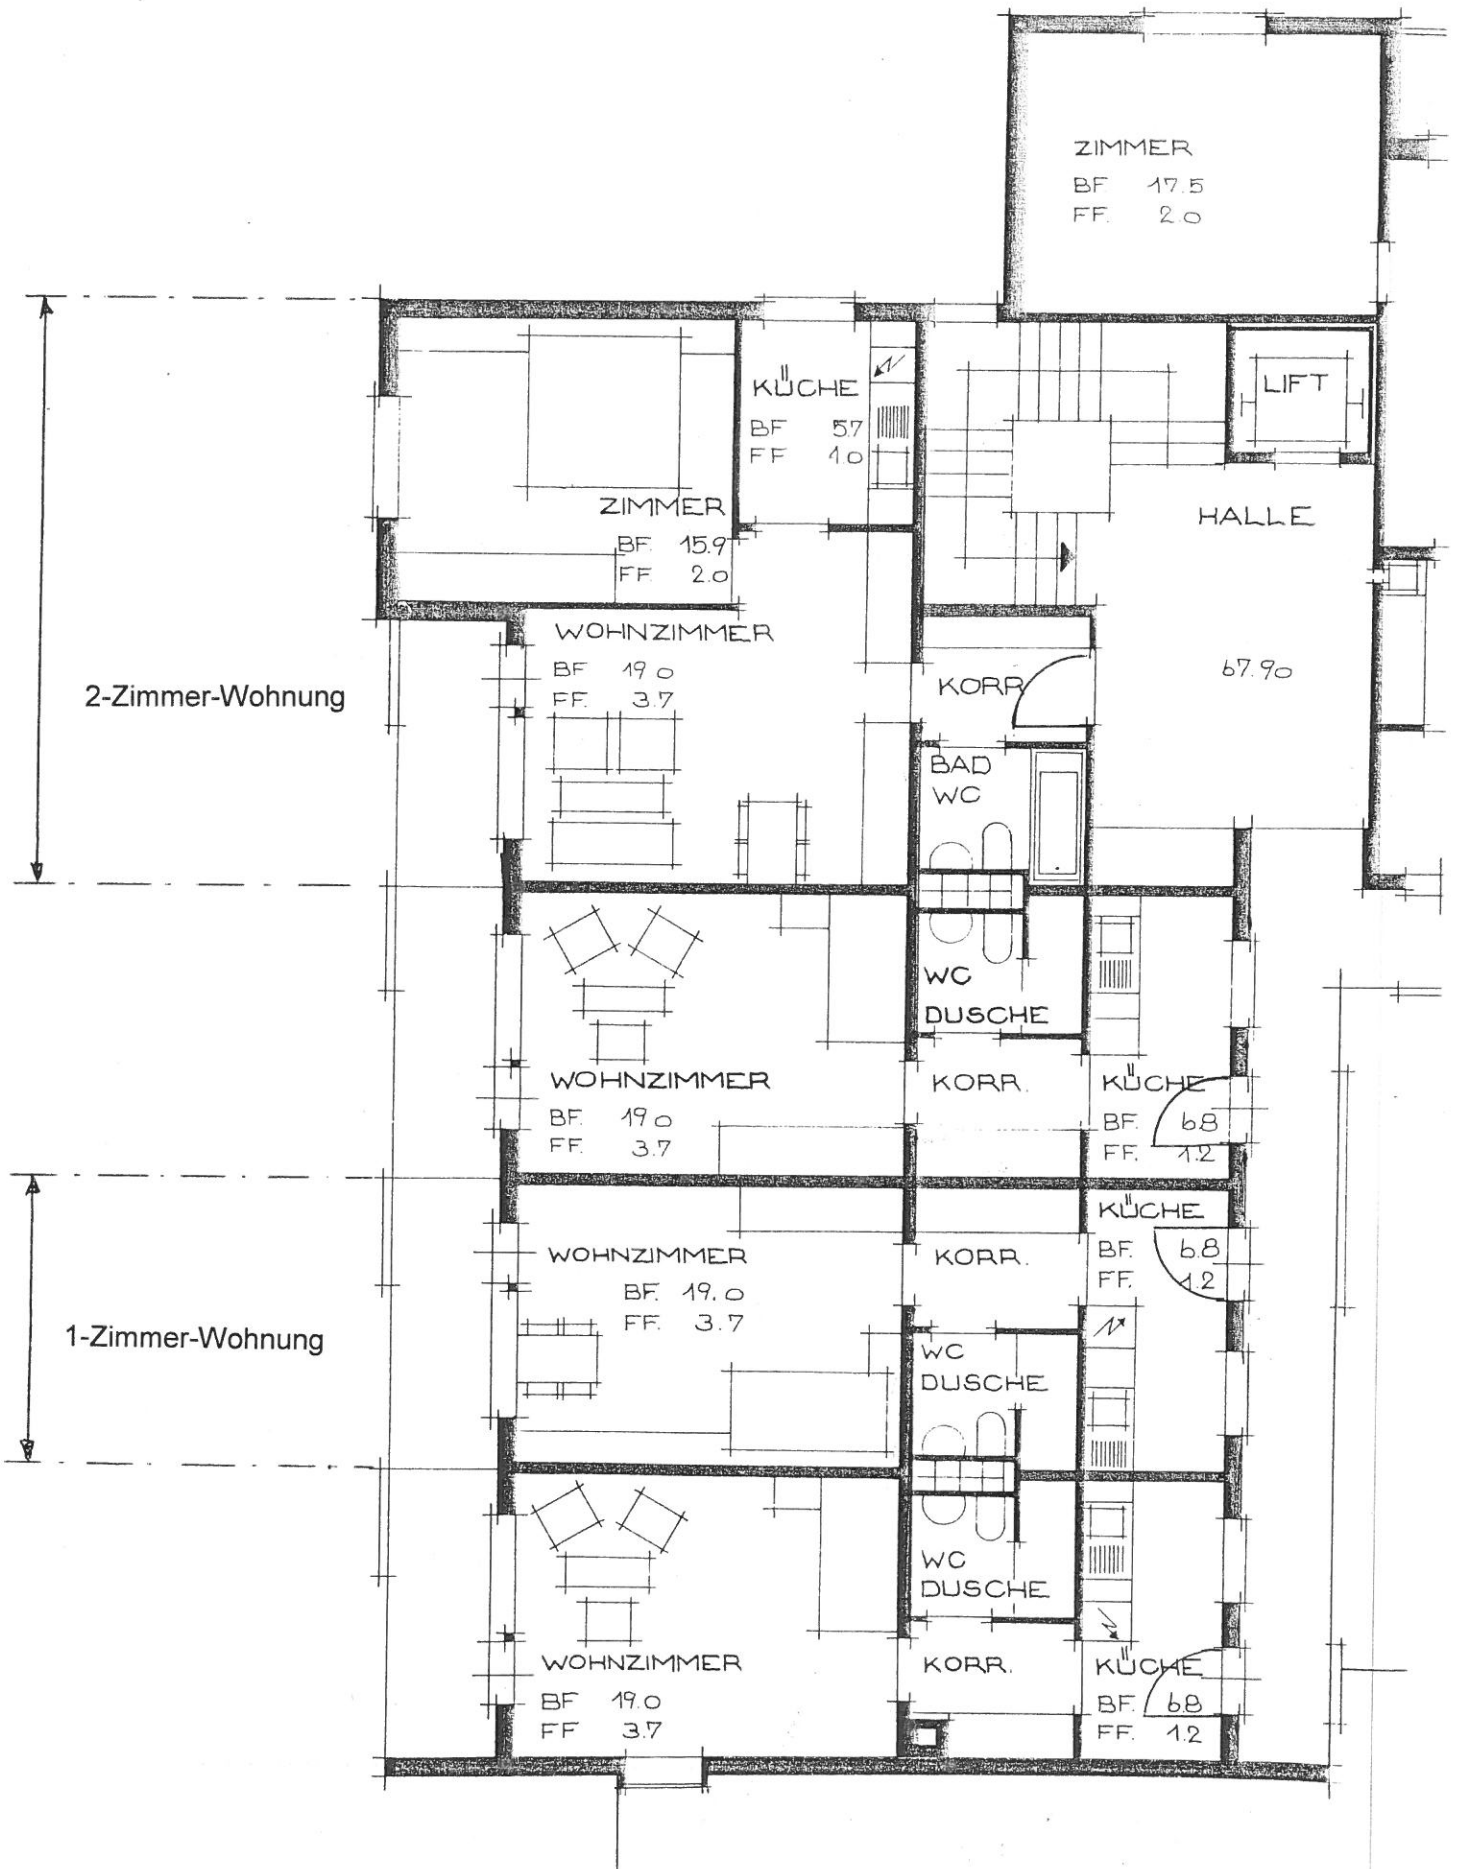 ZIMMER
BF 17.5
FF. 2.0
KÜCHE
BF 5.7
FF 1.0
LIFT
ZIMMER
BF. 15.9
FF. 2.0
HALLE
67.90
WOHNZIMMER
BF 19.0
FF. 3.7
2-Zimmer-Wohnung
KORR.
BAD
WC
WC
DUSCHE
WOHNZIMMER
BF. 19.0
FF. 3.7
KORR.
KÜCHE
BF. 6.8
FF. 1.2
WOHNZIMMER
BF. 19.0
FF. 3.7
KORR.
KÜCHE
BF. 6.8
FF. 1.2
1-Zimmer-Wohnung
WC
DUSCHE
WC
DUSCHE
WOHNZIMMER
BF 19.0
FF 3.7
KORR.
KÜCHE
BF. 6.8
FF. 1.2